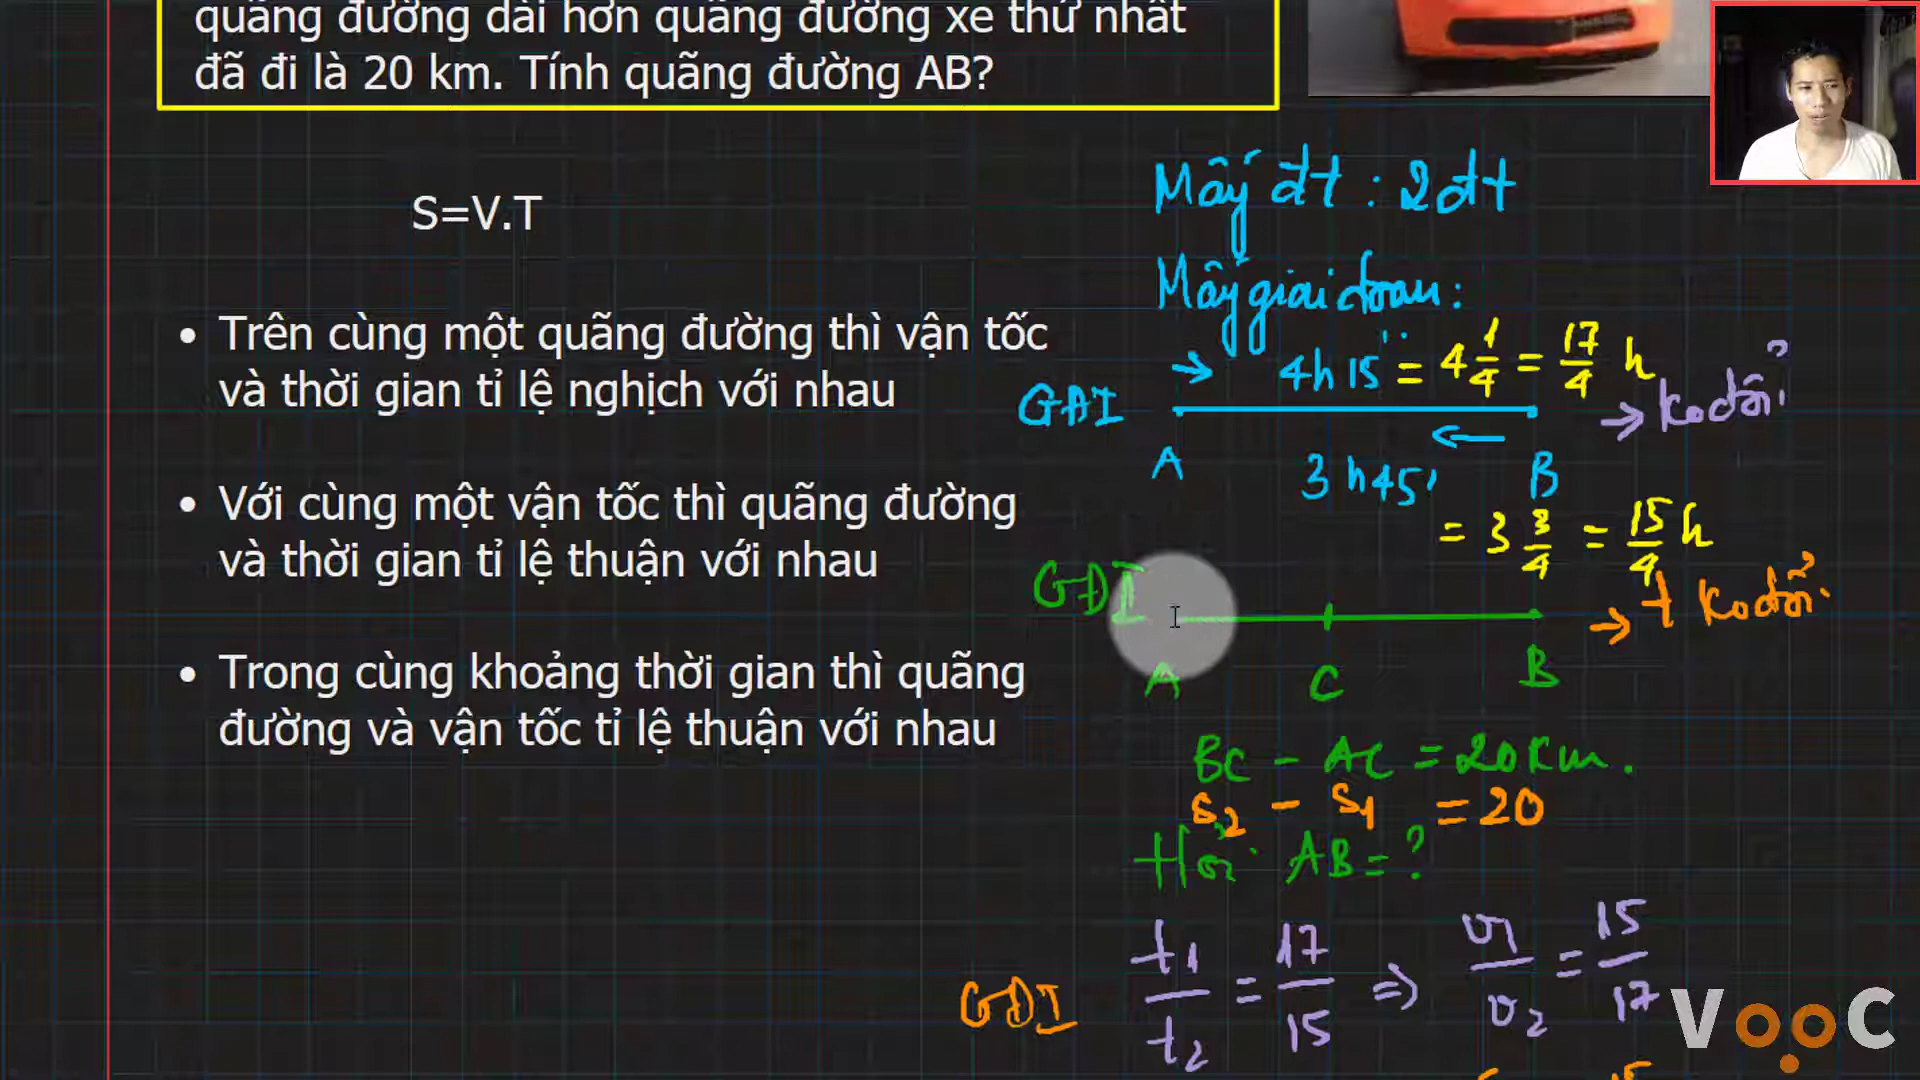 quãng đường dài hơn quãng đường xe thứ nhất
đã đi là 20 km. Tính quãng đường AB?
S=V.T
• Trên cùng một quãng đường thì vận tốc
và thời gian tỉ lệ nghịch với nhau
• Với cùng một vận tốc thì quãng đường
và thời gian tỉ lệ thuận với nhau
• Trong cùng khoảng thời gian thì quãng
đường và vận tốc tỉ lệ thuận với nhau
Mấy đt : 2đt
Mấy giai đoạn :
→ 4h 15' = 4 1/4 = 17/4 h
GĐI
→ Ko đổi
←
A 3h45' B
= 3 3/4 = 15/4 h
GĐI
→ t Ko đổi
A C B
BC - AC = 20Km.
S2 - S1 = 20
Hỏi AB = ?
GĐI t1/t2 = 17/15 => v1/v2 = 15/17
VooC